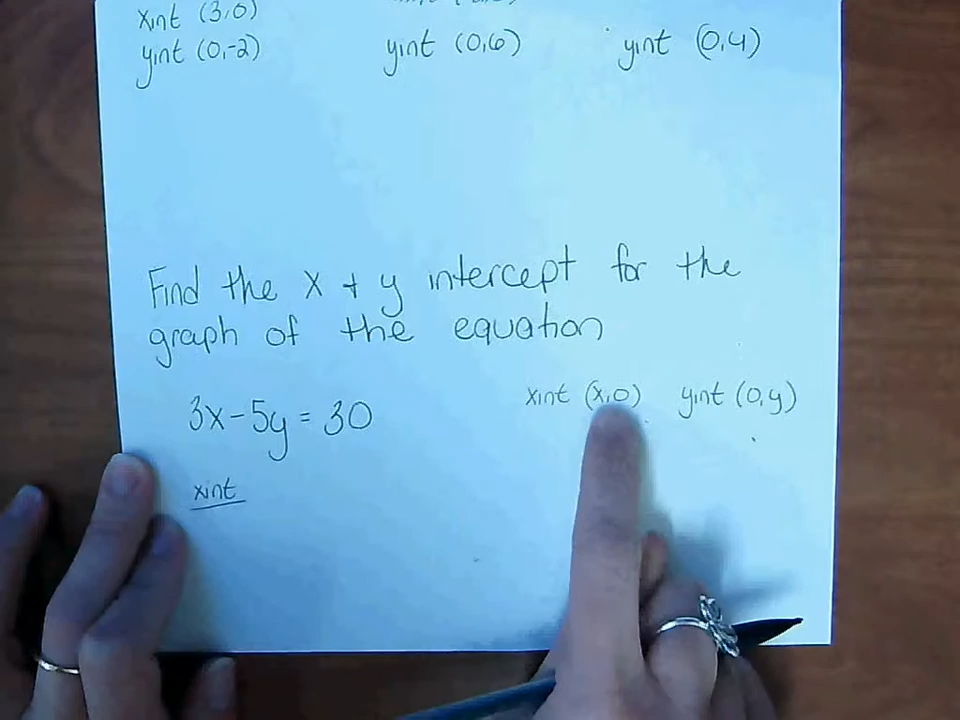 xint (3,0)
yint (0,-2) yint (0,6) yint (0,4)
Find the x + y intercept for the
graph of the equation
3x-5y = 30 xint (x,0) yint (0,y)
xint